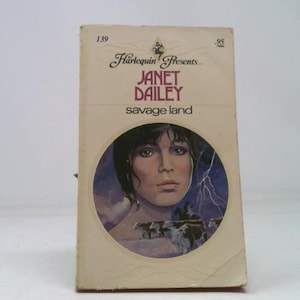 139
.95
Harlequin Presents...
JANET
DAILEY
savage land